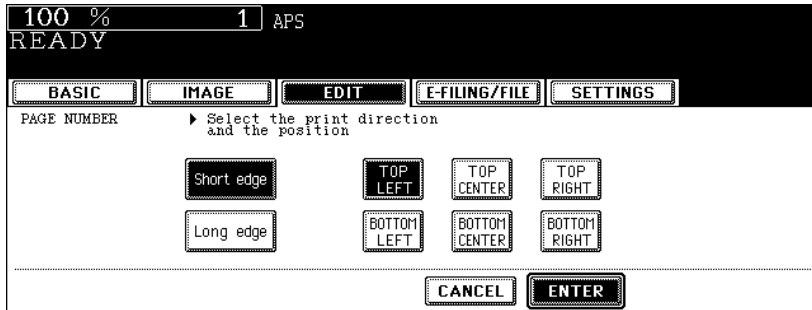 100 % 1 APS
READY
BASIC IMAGE EDIT E-FILING/FILE SETTINGS
PAGE NUMBER ▶ Select the print direction
and the position
Short edge TOP LEFT TOP CENTER TOP RIGHT
Long edge BOTTOM LEFT BOTTOM CENTER BOTTOM RIGHT
CANCEL ENTER